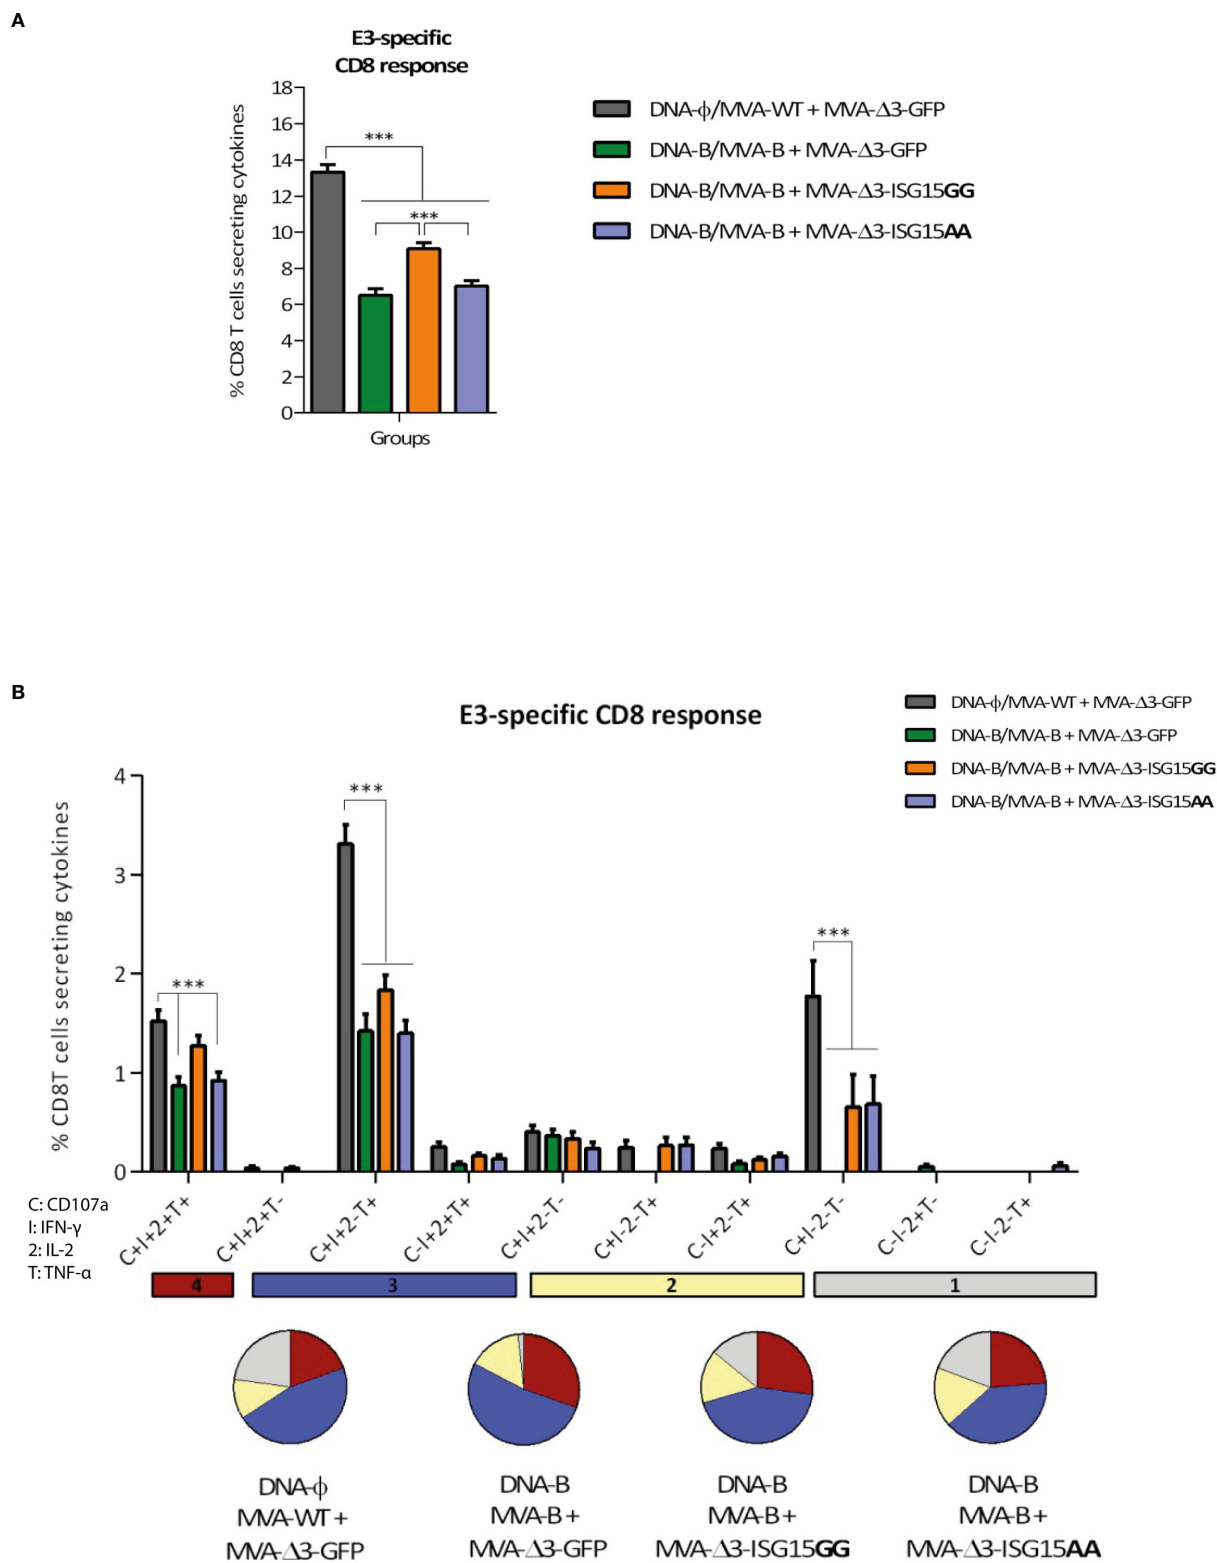 A
E3-specific
CD8 response
% CD8 T cells secreting cytokines
18
16
14
12
10
8
6
4
2
0
***
***
Groups
DNA-ϕ/MVA-WT + MVA-Δ3-GFP
DNA-B/MVA-B + MVA-Δ3-GFP
DNA-B/MVA-B + MVA-Δ3-ISG15GG
DNA-B/MVA-B + MVA-Δ3-ISG15AA
B
E3-specific CD8 response
DNA-ϕ/MVA-WT + MVA-Δ3-GFP
DNA-B/MVA-B + MVA-Δ3-GFP
DNA-B/MVA-B + MVA-Δ3-ISG15GG
DNA-B/MVA-B + MVA-Δ3-ISG15AA
% CD8T cells secreting cytokines
4
3
2
1
0
***
***
***
C+I+2+T+
C+I+2+T-
C+I+2-T+
C-I+2+T+
C+I+2+T-
C+I-2-T+
C-I+2+T+
C+I-2-T-
C-I-2+T-
C-I-2-T+
C: CD107a
I: IFN-γ
2: IL-2
T: TNF-α
4
3
2
1
DNA-ϕ
MVA-WT +
MVA-Δ3-GFP
DNA-B
MVA-B +
MVA-Δ3-GFP
DNA-B
MVA-B +
MVA-Δ3-ISG15GG
DNA-B
MVA-B +
MVA-Δ3-ISG15AA